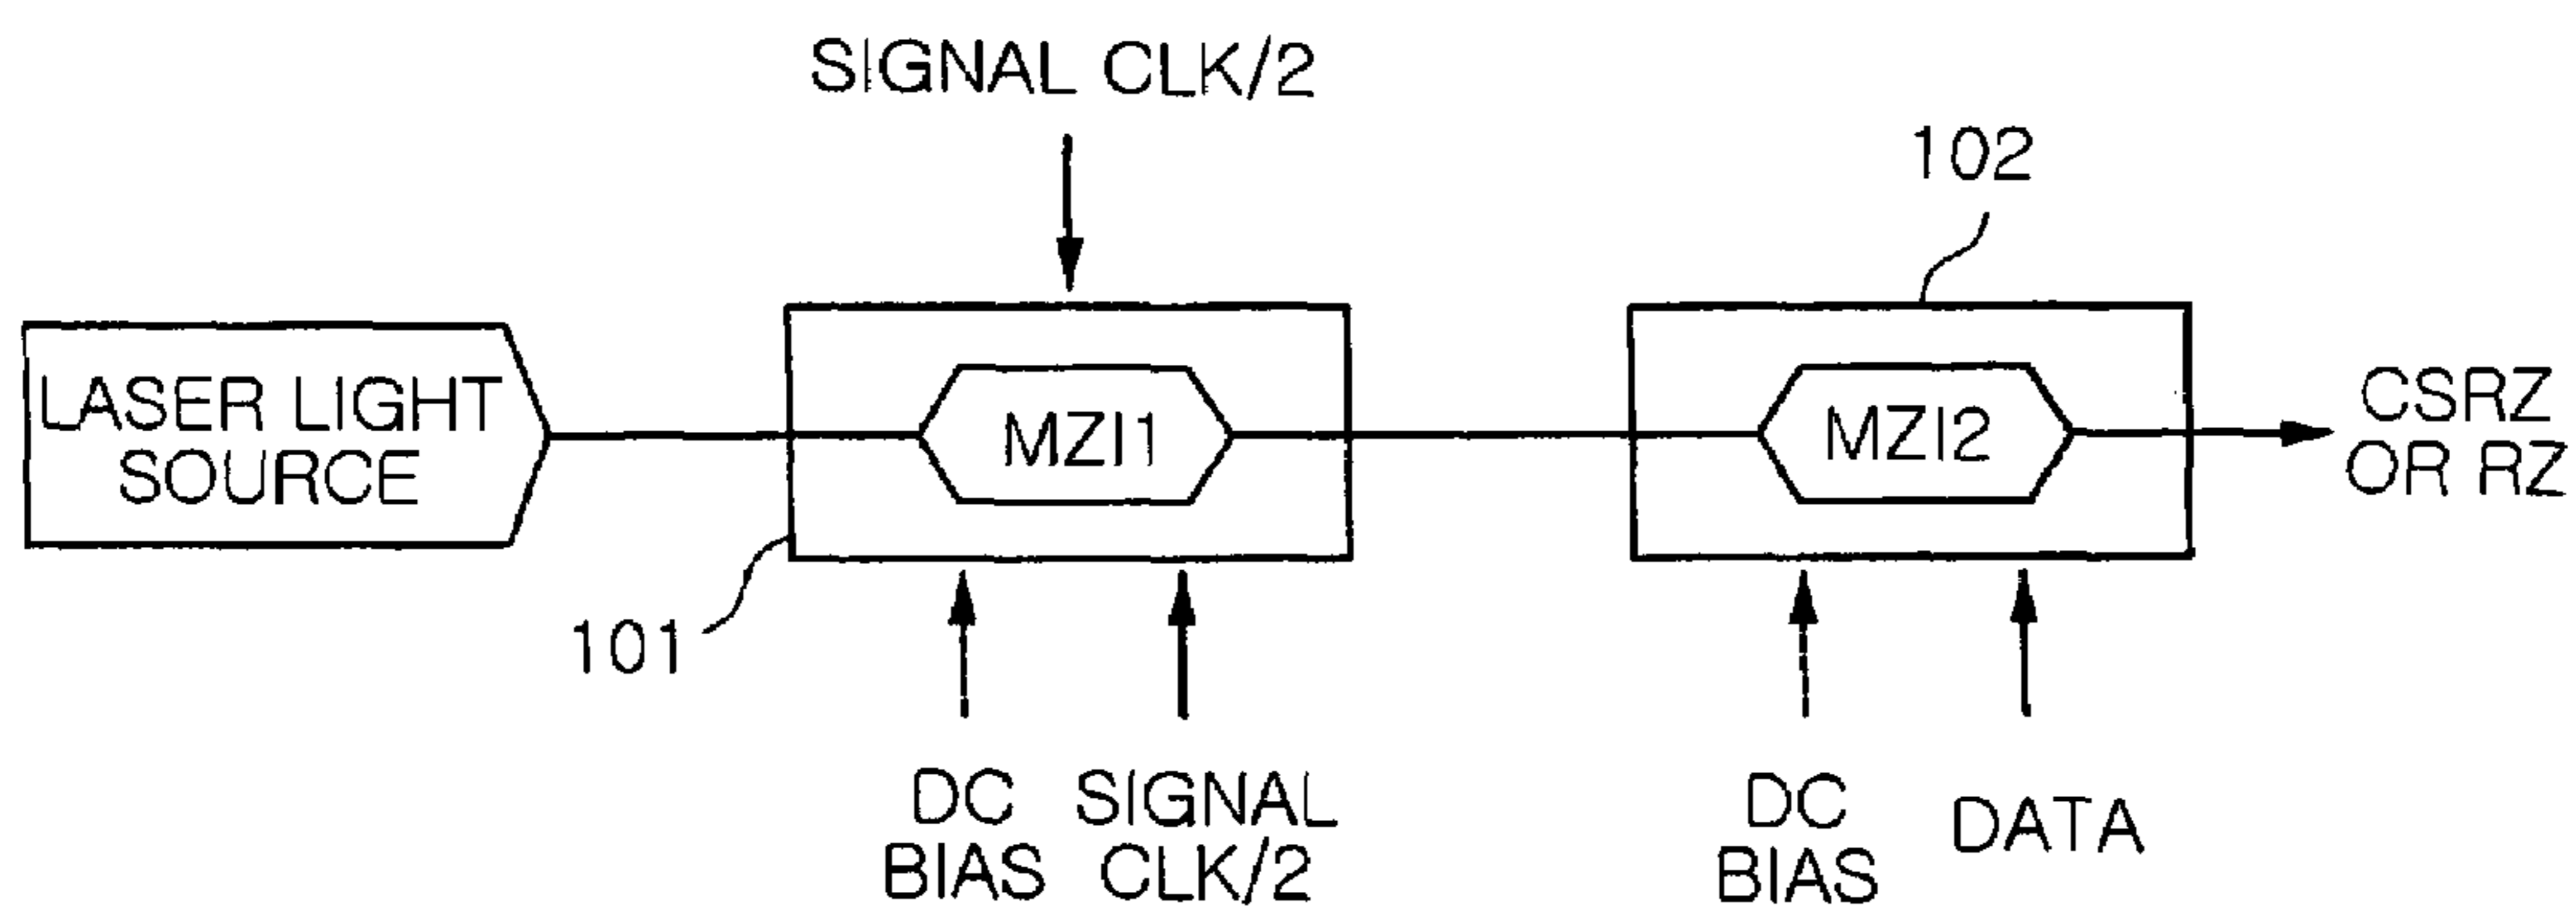 SIGNAL CLK/2
102
LASER LIGHT
SOURCE
MZI1
MZI2
CSRZ
OR RZ
101
DC
BIAS
SIGNAL
CLK/2
DC
BIAS
DATA